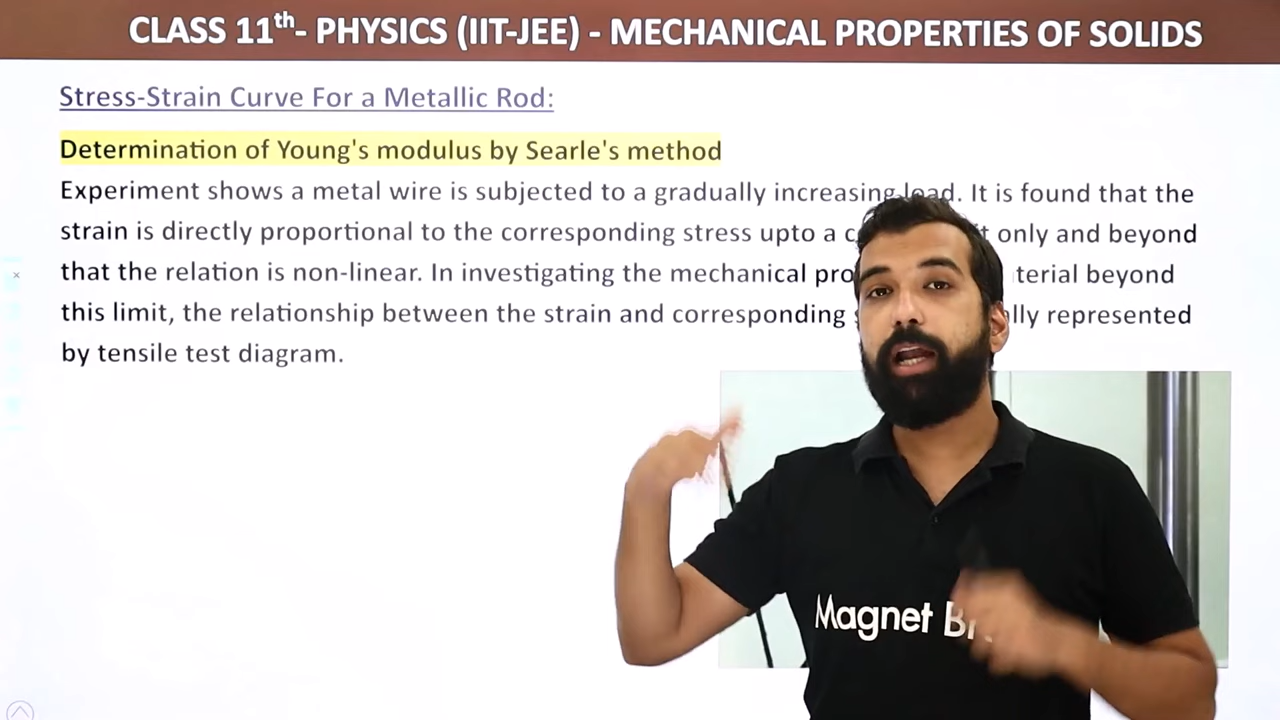 CLASS 11th- PHYSICS (IIT-JEE) - MECHANICAL PROPERTIES OF SOLIDS
Stress-Strain Curve For a Metallic Rod:
Determination of Young's modulus by Searle's method
Experiment shows a metal wire is subjected to a gradually increasing load. It is found that the
strain is directly proportional to the corresponding stress upto a only and beyond
that the relation is non-linear. In investigating the mechanical beyond
this limit, the relationship between the strain and corresponding represented
by tensile test diagram.
Magnet